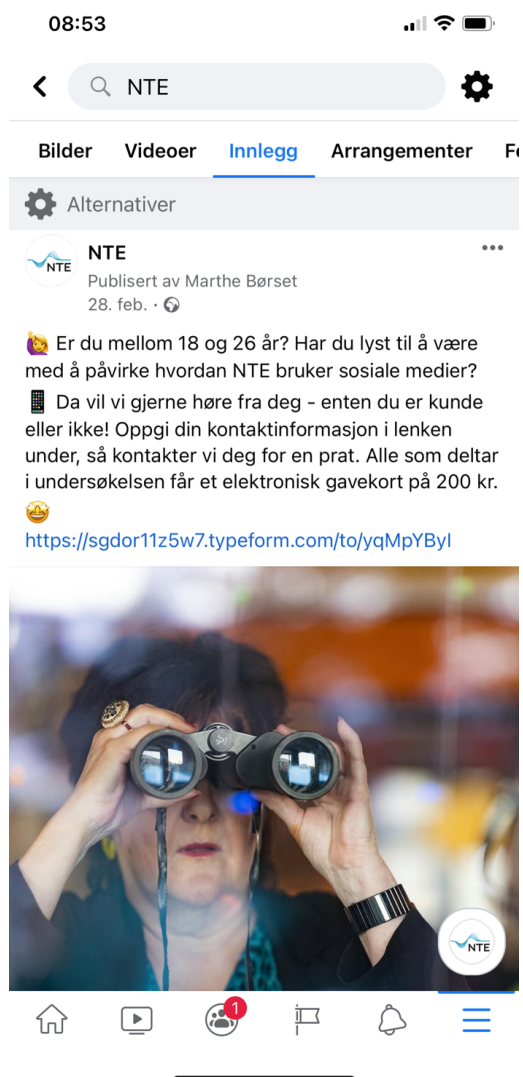 08:53
NTE
Bilder Videoer Innlegg Arrangementer F
Alternativer
NTE
NTE
Publisert av Marthe Børset
28. feb. ·
🙋‍♀️ Er du mellom 18 og 26 år? Har du lyst til å være
med å påvirke hvordan NTE bruker sosiale medier?
📱 Da vil vi gjerne høre fra deg - enten du er kunde
eller ikke! Oppgi din kontaktinformasjon i lenken
under, så kontakter vi deg for en prat. Alle som deltar
i undersøkelsen får et elektronisk gavekort på 200 kr.
🤩
https://sgdor11z5w7.typeform.com/to/yqMpYByI
NTE
1